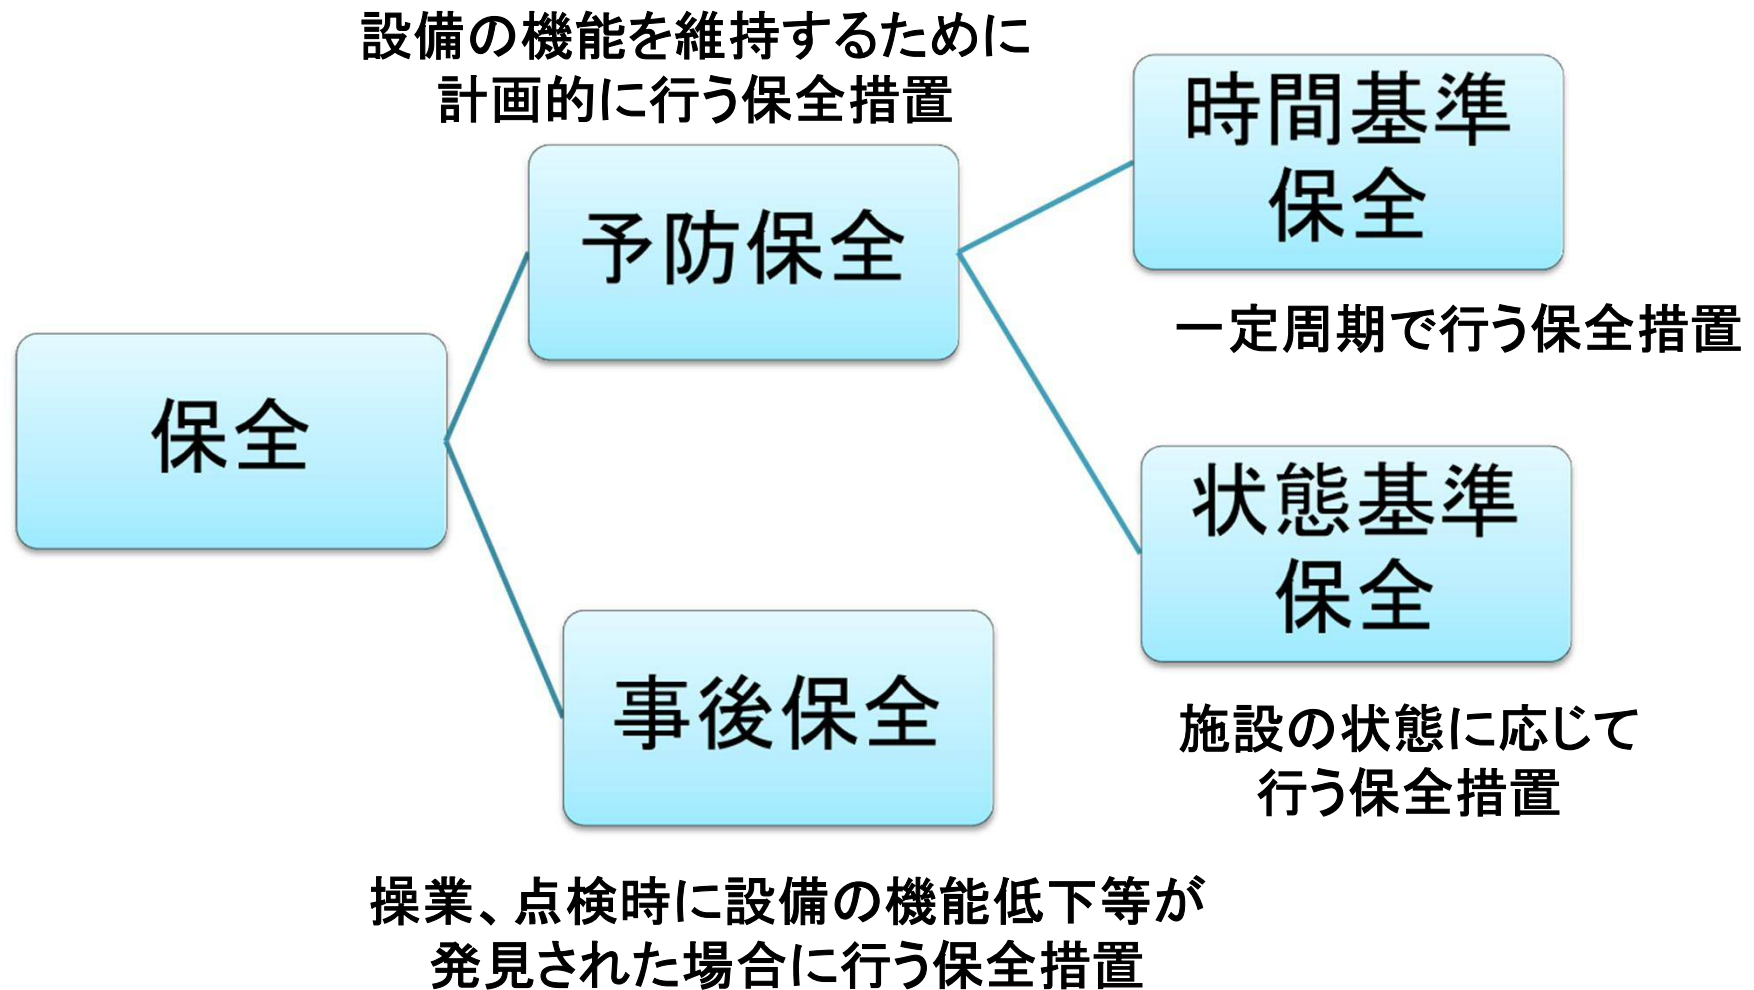 設備の機能を維持するために
計画的に行う保全措置
予防保全
時間基準
保全
一定周期で行う保全措置
保全
状態基準
保全
施設の状態に応じて
行う保全措置
事後保全
操業、点検時に設備の機能低下等が
発見された場合に行う保全措置